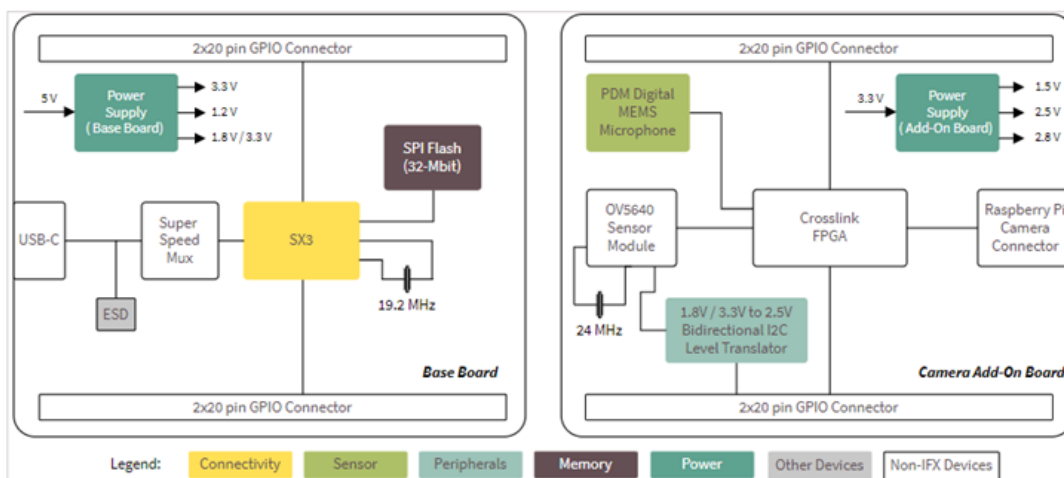 2x20 pin GPIO Connector
5 V
Power
Supply
( Base Board)
3.3 V
1.2 V
1.8 V / 3.3 V
SPI Flash
(32-Mbit)
USB-C
Super
Speed
Mux
SX3
ESD
19.2 MHz
Base Board
2x20 pin GPIO Connector
2x20 pin GPIO Connector
PDM Digital
MEMS
Microphone
3.3 V
Power
Supply
(Add-On Board)
1.5 V
2.5 V
2.8 V
OV5640
Sensor
Module
Crosslink
FPGA
Raspberry Pi
Camera
Connector
24 MHz
1.8V / 3.3V to 2.5V
Bidirectional I2C
Level Translator
Camera Add-On Board
2x20 pin GPIO Connector
Legend: Connectivity Sensor Peripherals Memory Power Other Devices Non-IFX Devices